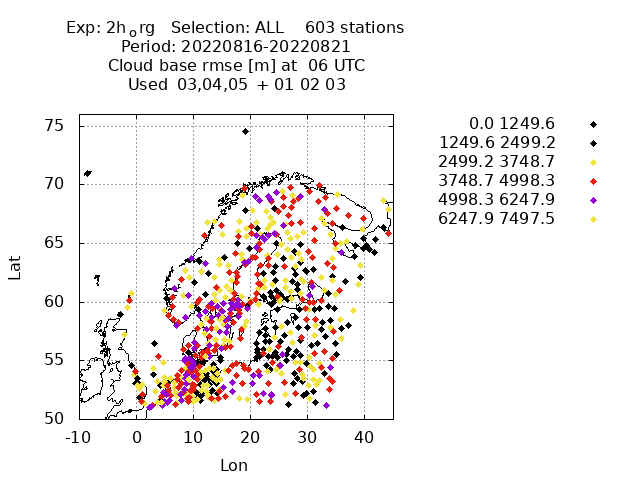 Exp: 2h_org Selection: ALL 603 stations
Period: 20220816-20220821
Cloud base rmse [m] at 06 UTC
Used 03,04,05 + 01 02 03
0.0 1249.6
1249.6 2499.2
2499.2 3748.7
3748.7 4998.3
4998.3 6247.9
6247.9 7497.5
75
70
65
60
55
50
Lat
-10 0 10 20 30 40
Lon